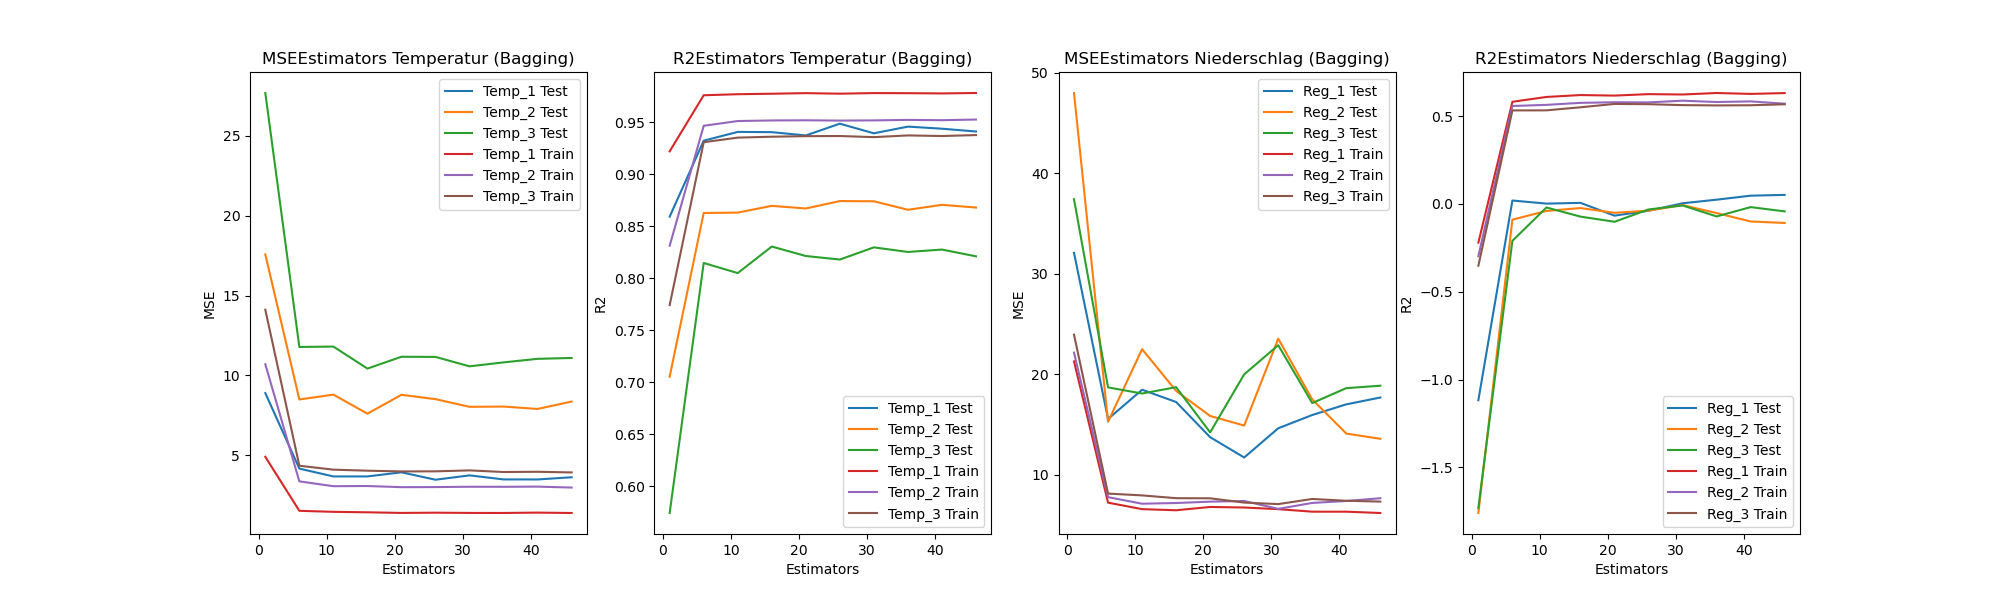 MSEEstimators Temperatur (Bagging)
MSE
25
20
15
10
5
0
10
20
30
40
Estimators
Temp_1 Test
Temp_2 Test
Temp_3 Test
Temp_1 Train
Temp_2 Train
Temp_3 Train
R2Estimators Temperatur (Bagging)
R2
0.95
0.90
0.85
0.80
0.75
0.70
0.65
0.60
0
10
20
30
40
Estimators
Temp_1 Test
Temp_2 Test
Temp_3 Test
Temp_1 Train
Temp_2 Train
Temp_3 Train
MSEEstimators Niederschlag (Bagging)
MSE
50
40
30
20
10
0
10
20
30
40
Estimators
Reg_1 Test
Reg_2 Test
Reg_3 Test
Reg_1 Train
Reg_2 Train
Reg_3 Train
R2Estimators Niederschlag (Bagging)
R2
0.5
0.0
−0.5
−1.0
−1.5
0
10
20
30
40
Estimators
Reg_1 Test
Reg_2 Test
Reg_3 Test
Reg_1 Train
Reg_2 Train
Reg_3 Train